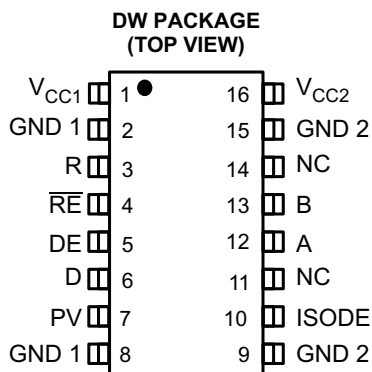 DW PACKAGE
(TOP VIEW)
VCC1 1 16 VCC2
GND 1 2 15 GND 2
R 3 14 NC
R̅E̅ 4 13 B
DE 5 12 A
D 6 11 NC
PV 7 10 ISODE
GND 1 8 9 GND 2